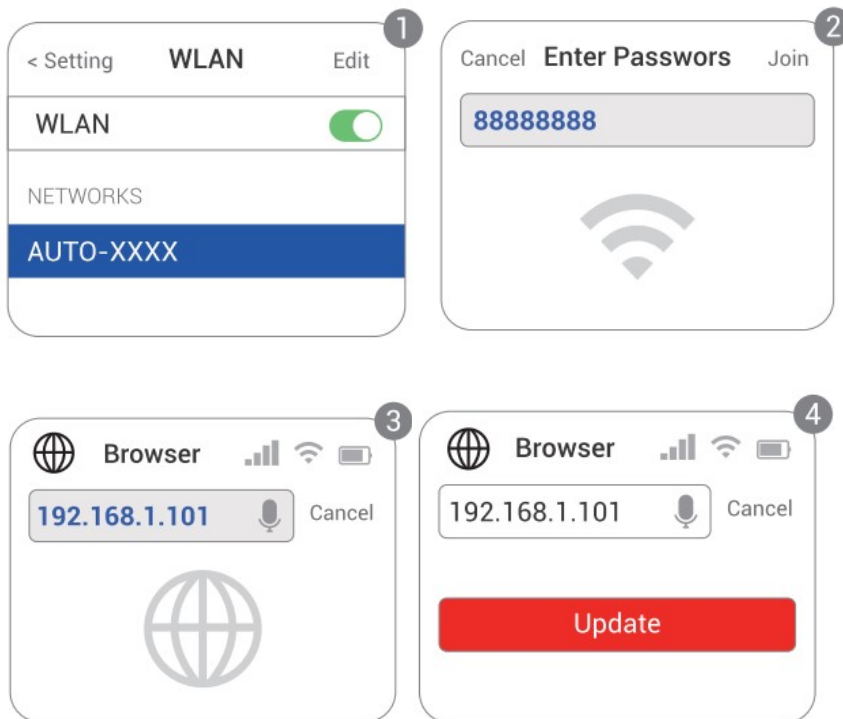 1
< Setting WLAN Edit
WLAN
NETWORKS
AUTO-XXXX
2
Cancel Enter Passwors Join
88888888
3
Browser
192.168.1.101 Cancel
4
Browser
192.168.1.101 Cancel
Update